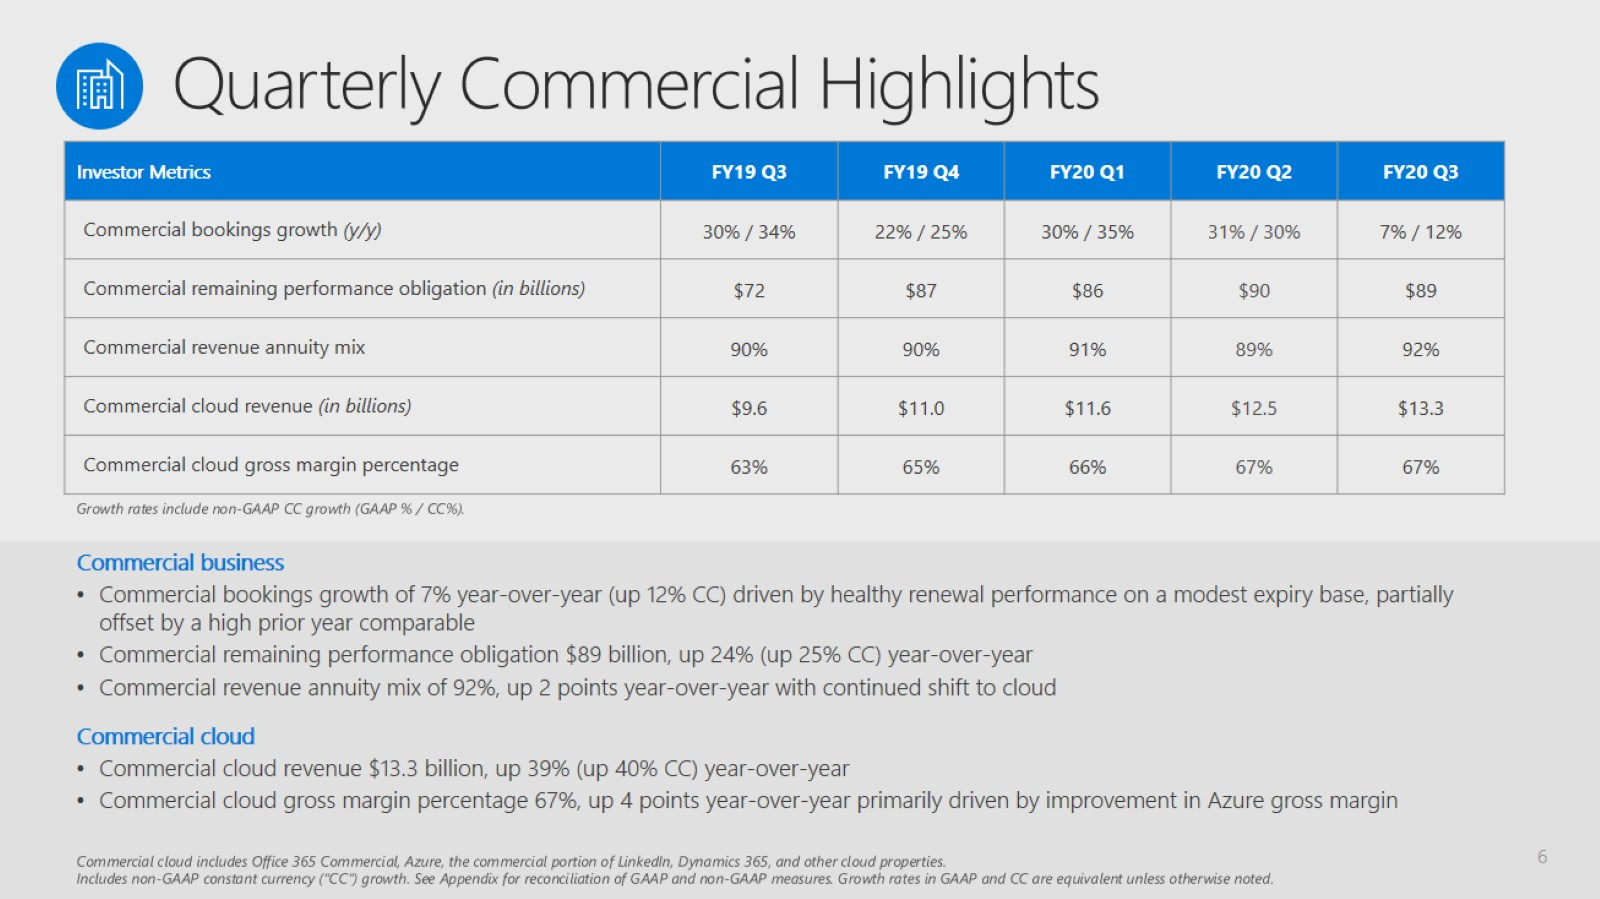 Quarterly Commercial Highlights
Investor Metrics FY19 Q3 FY19 Q4 FY20 Q1 FY20 Q2 FY20 Q3
Commercial bookings growth (y/y) 30% / 34% 22% / 25% 30% / 35% 31% / 30% 7% / 12%
Commercial remaining performance obligation (in billions) $72 $87 $86 $90 $89
Commercial revenue annuity mix 90% 90% 91% 89% 92%
Commercial cloud revenue (in billions) $9.6 $11.0 $11.6 $12.5 $13.3
Commercial cloud gross margin percentage 63% 65% 66% 67% 67%
Growth rates include non-GAAP CC growth (GAAP % / CC%).
Commercial business
• Commercial bookings growth of 7% year-over-year (up 12% CC) driven by healthy renewal performance on a modest expiry base, partially
offset by a high prior year comparable
• Commercial remaining performance obligation $89 billion, up 24% (up 25% CC) year-over-year
• Commercial revenue annuity mix of 92%, up 2 points year-over-year with continued shift to cloud
Commercial cloud
• Commercial cloud revenue $13.3 billion, up 39% (up 40% CC) year-over-year
• Commercial cloud gross margin percentage 67%, up 4 points year-over-year primarily driven by improvement in Azure gross margin
Commercial cloud includes Office 365 Commercial, Azure, the commercial portion of LinkedIn, Dynamics 365, and other cloud properties.
Includes non-GAAP constant currency ("CC") growth. See Appendix for reconciliation of GAAP and non-GAAP measures. Growth rates in GAAP and CC are equivalent unless otherwise noted.
6